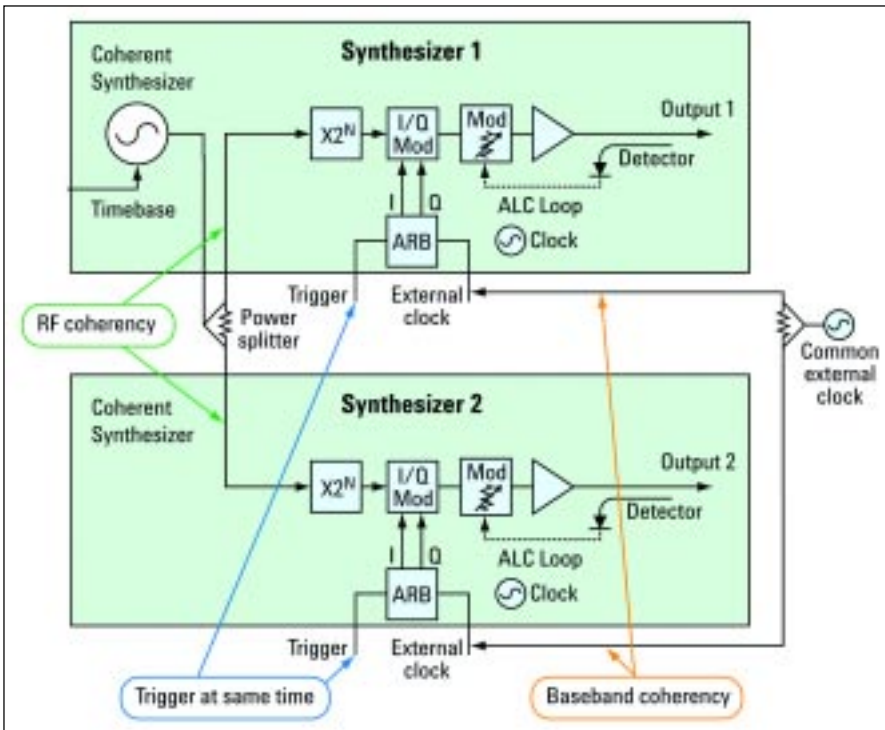 Synthesizer 1
Coherent
Synthesizer
Timebase
X2ᴺ
I/Q
Mod
Mod
Output 1
Detector
I
Q
ALC Loop
Clock
ARB
Trigger
External
clock
RF coherency
Power
splitter
Common
external
clock
Synthesizer 2
Coherent
Synthesizer
X2ᴺ
I/Q
Mod
Mod
Output 2
Detector
I
Q
ALC Loop
Clock
ARB
Trigger
External
clock
Trigger at same time
Baseband coherency